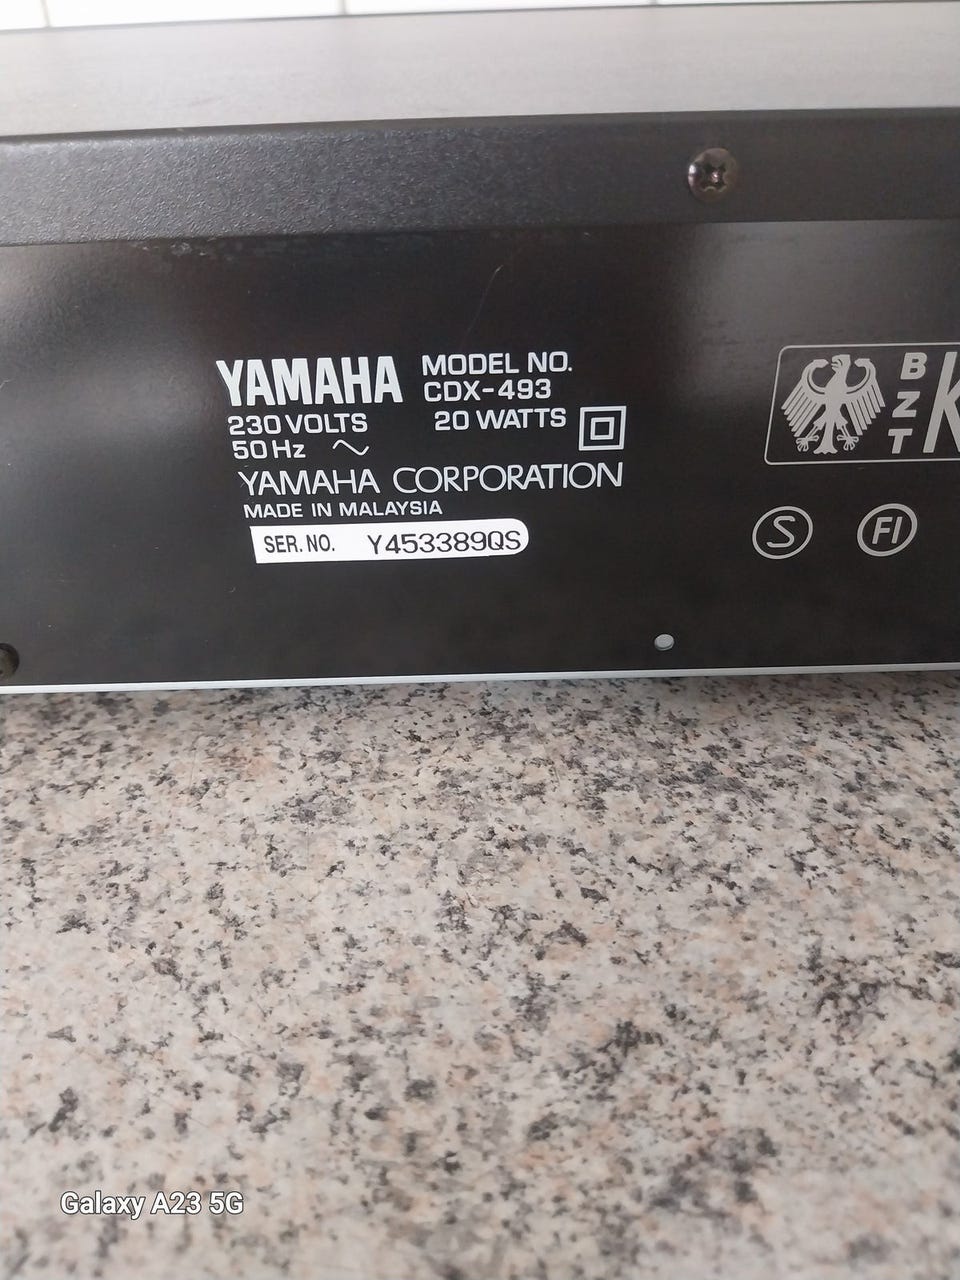 YAMAHA MODEL NO.
CDX-493
230 VOLTS 20 WATTS
50 Hz
YAMAHA CORPORATION
MADE IN MALAYSIA
SER. NO. Y453389QS
B
Z
T
K
S FI
Galaxy A23 5G